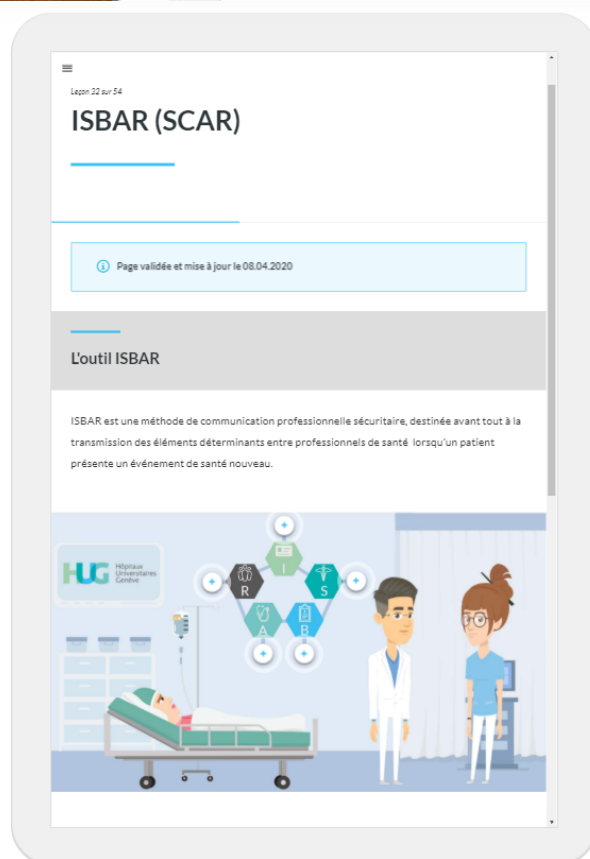 Leçon 32 sur 54
ISBAR (SCAR)
Page validée et mise à jour le 08.04.2020
L'outil ISBAR
ISBAR est une méthode de communication professionnelle sécuritaire, destinée avant tout à la
transmission des éléments déterminants entre professionnels de santé lorsqu'un patient
présente un événement de santé nouveau.
HUG
Hôpitaux
Universitaires
Genève
I
R
S
A
B